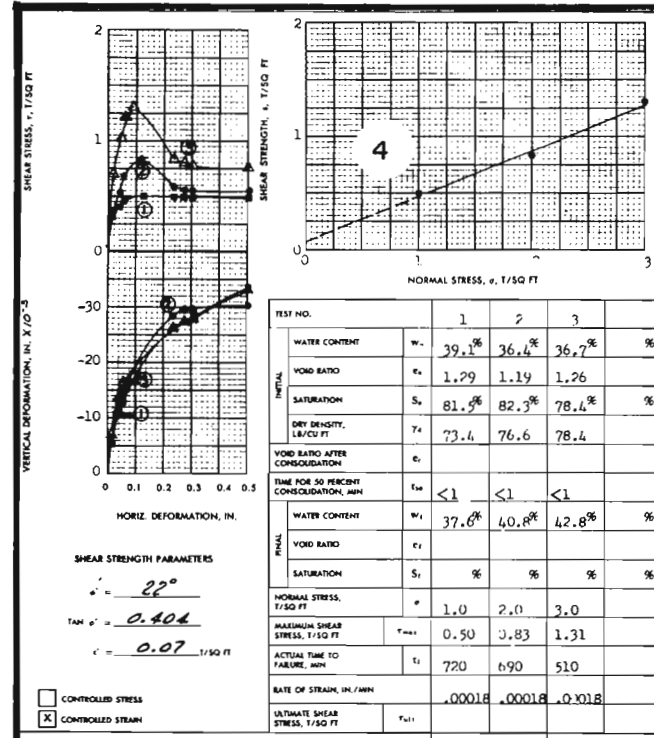 2
1
0
SHEAR STRESS, τ, T/SQ FT
①
②
③
2
1
0
SHEAR STRENGTH, s, T/SQ FT
4
0
1
2
3
NORMAL STRESS, σ, T/SQ FT
-30
-20
-10
0
VERTICAL DEFORMATION, IN. X 10⁻³
①
0 0.1 0.2 0.3 0.4 0.5
HORIZ. DEFORMATION, IN.
SHEAR STRENGTH PARAMETERS
ø' = 22°
TAN ø' = 0.404
c' = 0.07 T/SQ FT
CONTROLLED STRESS
X CONTROLLED STRAIN
TEST NO. 1 2 3
INITIAL
WATER CONTENT w₀ 39.1% 36.4% 36.7% %
VOID RATIO e₀ 1.29 1.19 1.26
SATURATION S₀ 81.5% 82.3% 78.4% %
DRY DENSITY, LB/CU FT γd 73.4 76.6 78.4
VOID RATIO AFTER CONSOLIDATION
TIME FOR 50 PERCENT CONSOLIDATION, MIN t₅₀ <1 <1 <1
FINAL
WATER CONTENT wf 37.6% 40.8% 42.8% %
VOID RATIO ef
SATURATION Sf % % % %
NORMAL STRESS, T/SQ FT σ 1.0 2.0 3.0
MAXIMUM SHEAR STRESS, T/SQ FT τmax 0.50 0.83 1.31
ACTUAL TIME TO FAILURE, MIN tf 720 690 510
RATE OF STRAIN, IN./MIN .00018 .00018 .00018
ULTIMATE SHEAR STRESS, T/SQ FT τult